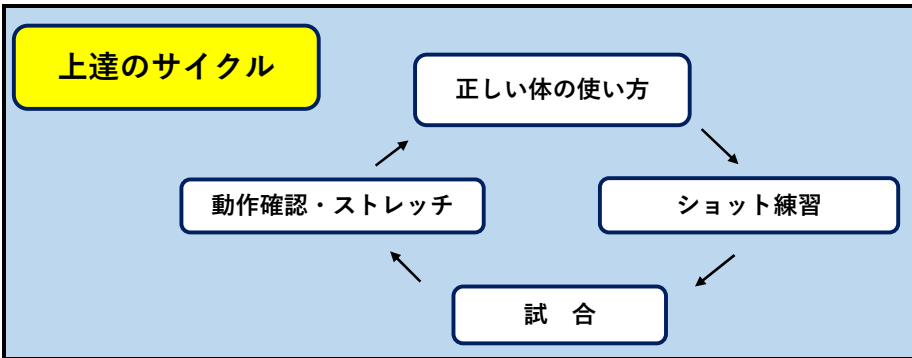 上達のサイクル
正しい体の使い方
動作確認・ストレッチ
ショット練習
試　合